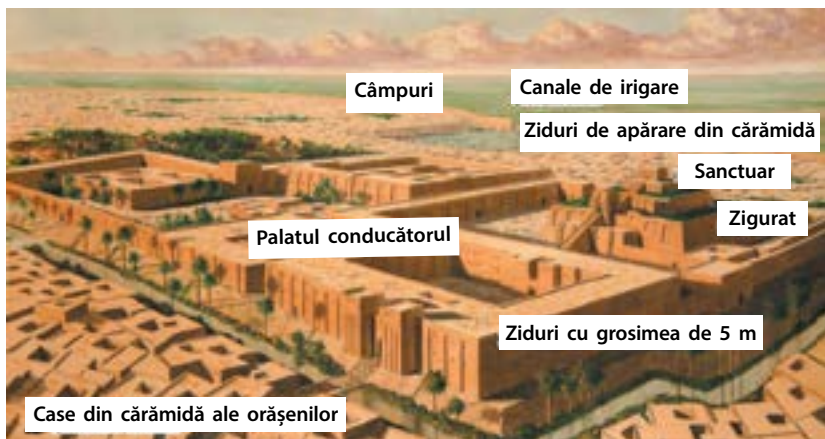 Câmpuri
Canale de irigare
Ziduri de apărare din cărămidă
Sanctuar
Zigurat
Palatul conducătorul
Ziduri cu grosimea de 5 m
Case din cărămidă ale orășenilor